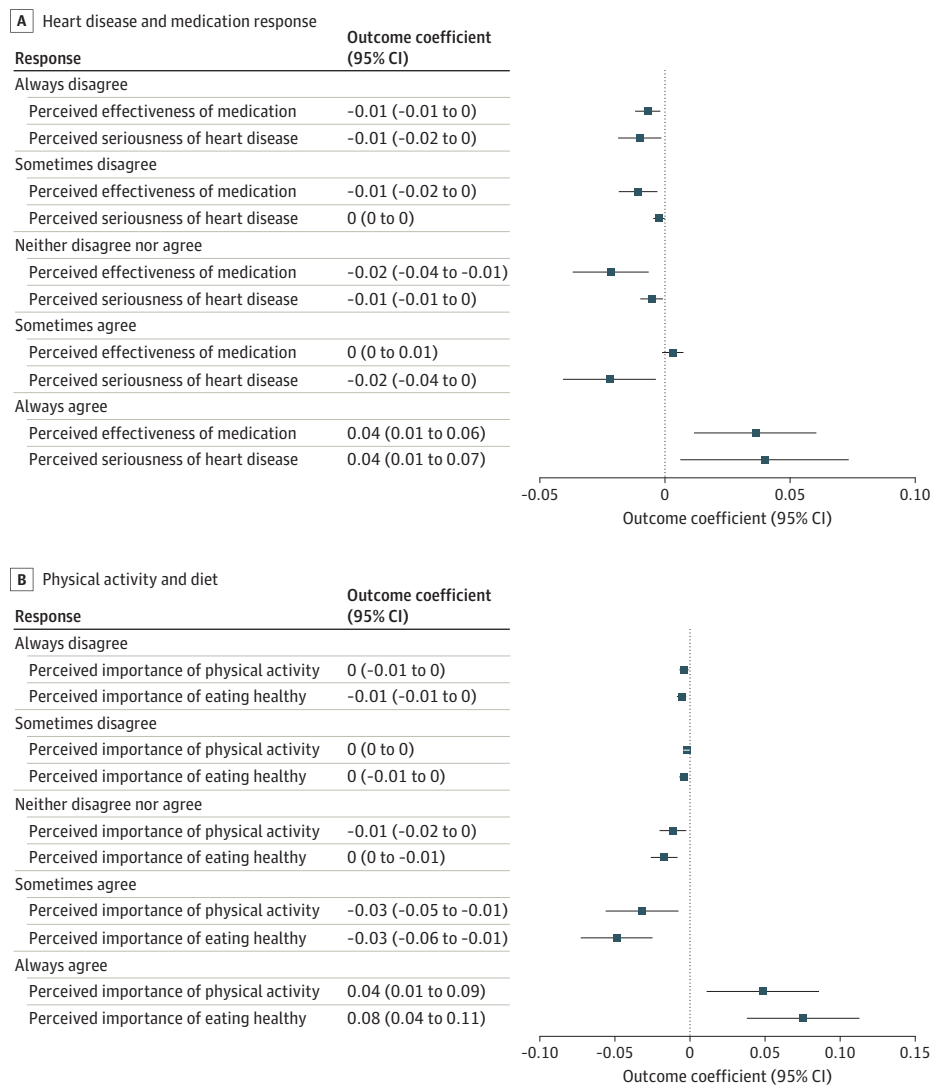 A Heart disease and medication response
Response Outcome coefficient (95% CI)
Always disagree
Perceived effectiveness of medication -0.01 (-0.01 to 0)
Perceived seriousness of heart disease -0.01 (-0.02 to 0)
Sometimes disagree
Perceived effectiveness of medication -0.01 (-0.02 to 0)
Perceived seriousness of heart disease 0 (0 to 0)
Neither disagree nor agree
Perceived effectiveness of medication -0.02 (-0.04 to -0.01)
Perceived seriousness of heart disease -0.01 (-0.01 to 0)
Sometimes agree
Perceived effectiveness of medication 0 (0 to 0.01)
Perceived seriousness of heart disease -0.02 (-0.04 to 0)
Always agree
Perceived effectiveness of medication 0.04 (0.01 to 0.06)
Perceived seriousness of heart disease 0.04 (0.01 to 0.07)
-0.05 0 0.05 0.10
Outcome coefficient (95% CI)
B Physical activity and diet
Response Outcome coefficient (95% CI)
Always disagree
Perceived importance of physical activity 0 (-0.01 to 0)
Perceived importance of eating healthy -0.01 (-0.01 to 0)
Sometimes disagree
Perceived importance of physical activity 0 (0 to 0)
Perceived importance of eating healthy 0 (-0.01 to 0)
Neither disagree nor agree
Perceived importance of physical activity -0.01 (-0.02 to 0)
Perceived importance of eating healthy 0 (0 to -0.01)
Sometimes agree
Perceived importance of physical activity -0.03 (-0.05 to -0.01)
Perceived importance of eating healthy -0.03 (-0.06 to -0.01)
Always agree
Perceived importance of physical activity 0.04 (0.01 to 0.09)
Perceived importance of eating healthy 0.08 (0.04 to 0.11)
-0.10 -0.05 0 0.05 0.10 0.15
Outcome coefficient (95% CI)